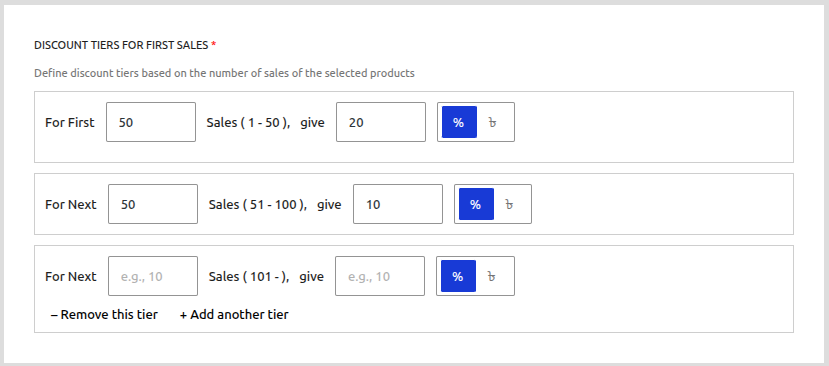 DISCOUNT TIERS FOR FIRST SALES *
Define discount tiers based on the number of sales of the selected products
For First 50 Sales ( 1 - 50 ), give 20 % ৳
For Next 50 Sales ( 51 - 100 ), give 10 % ৳
For Next e.g., 10 Sales ( 101 - ), give e.g., 10 % ৳
– Remove this tier + Add another tier